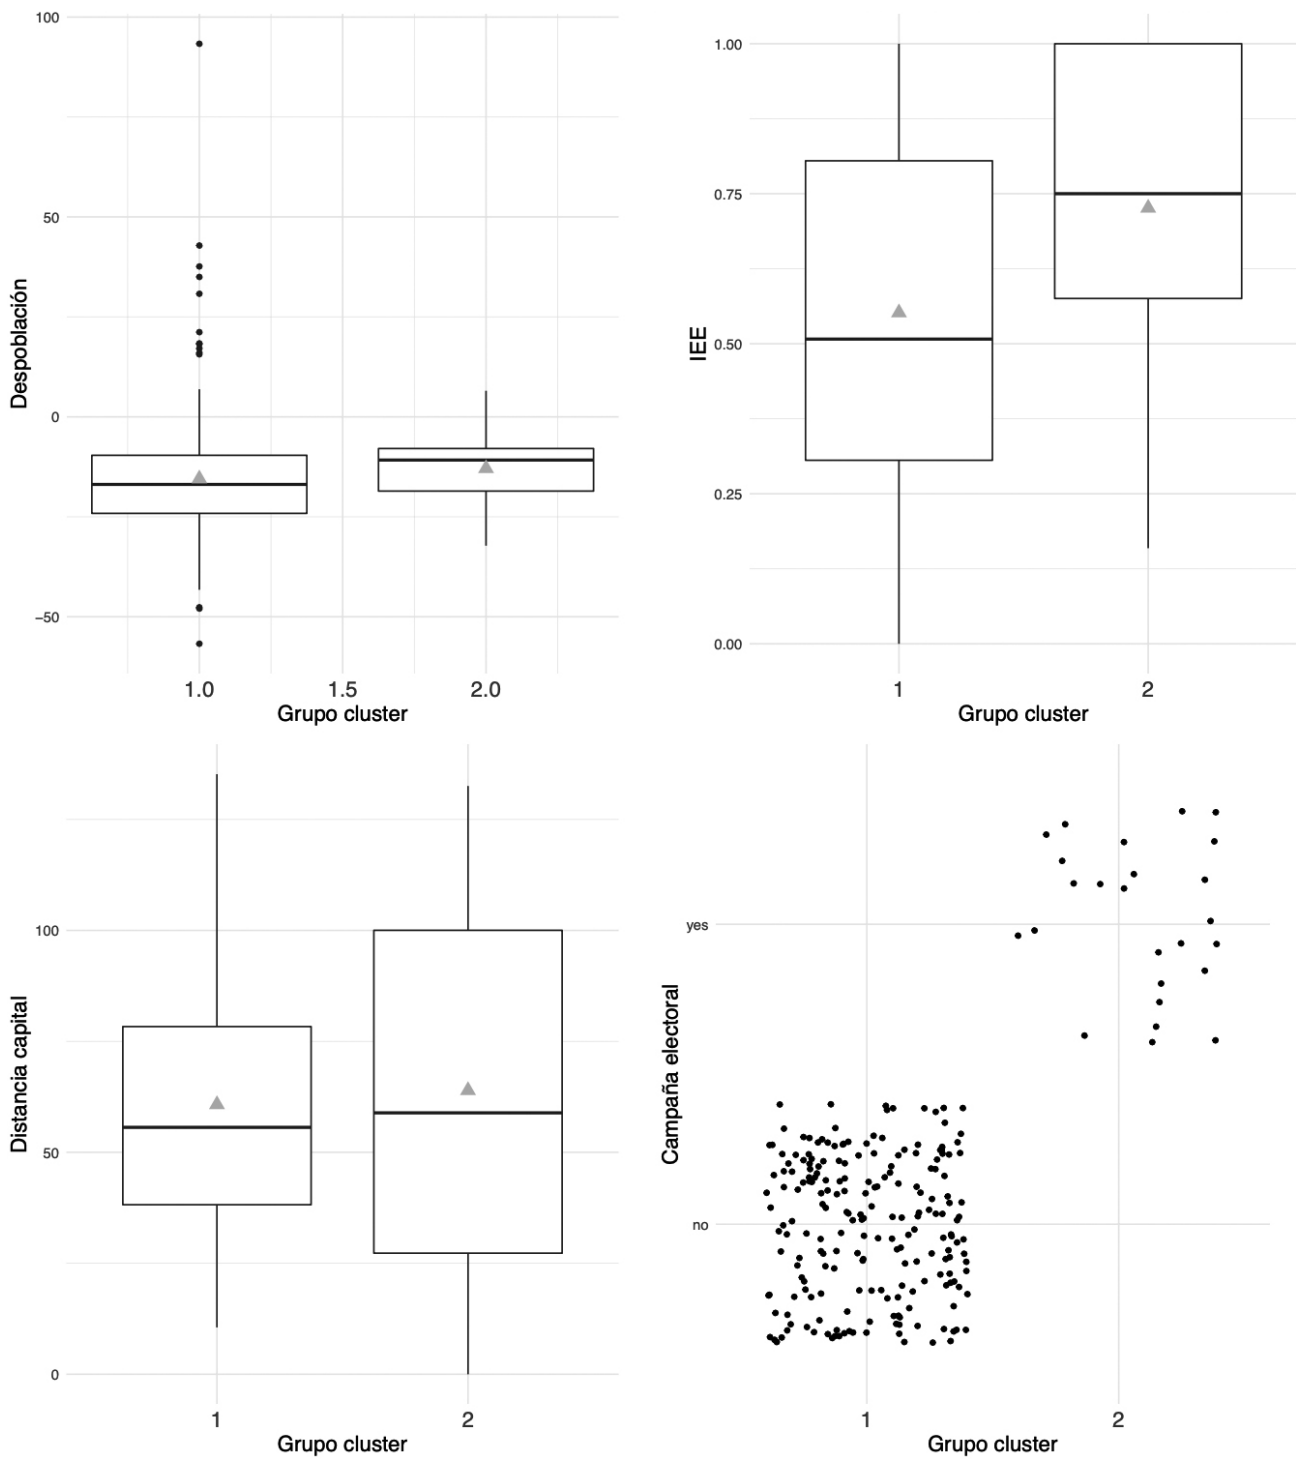 100
50
0
−50
Despoblación
1.0
1.5
2.0
Grupo cluster
1.00
0.75
0.50
0.25
0.00
IEE
1
2
Grupo cluster
100
50
0
Distancia capital
1
2
Grupo cluster
yes
no
Campaña electoral
1
2
Grupo cluster